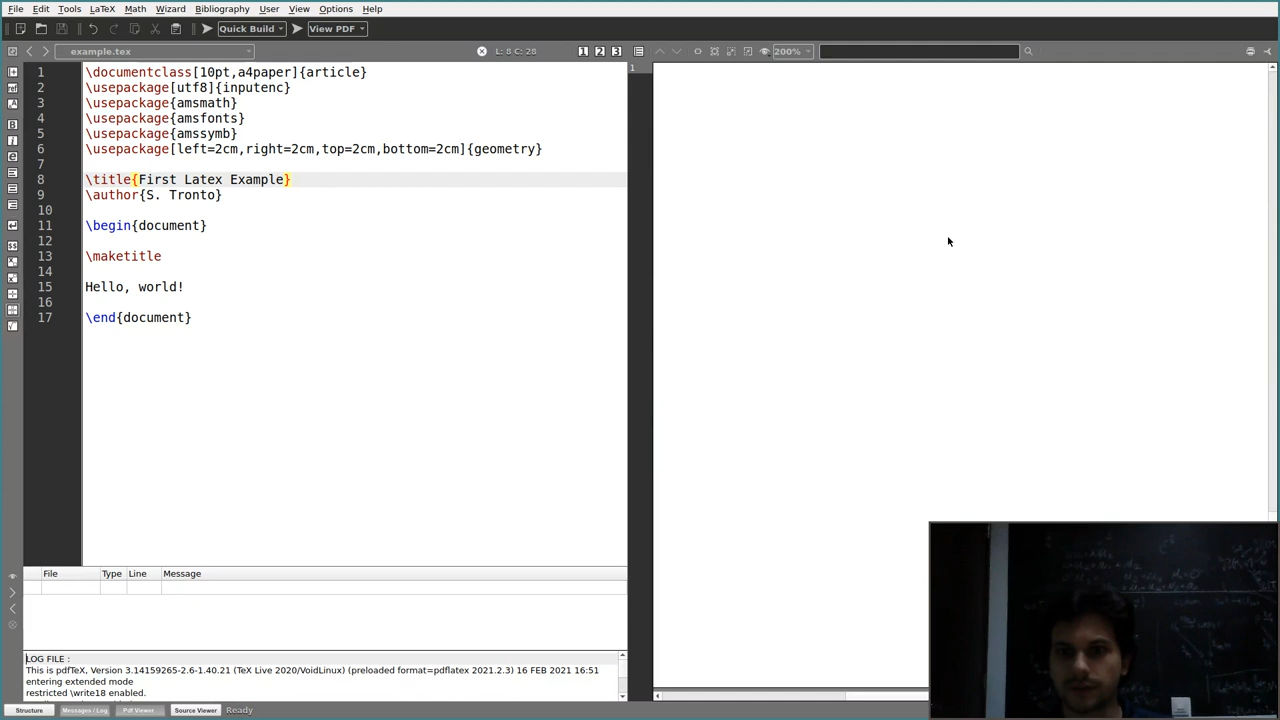 File Edit Tools LaTeX Math Wizard Bibliography User View Options Help
Quick Build View PDF
example.tex L: 8 C: 28 1 2 3 200%
1 \documentclass[10pt,a4paper]{article} 1
2 \usepackage[utf8]{inputenc}
3 \usepackage{amsmath}
4 \usepackage{amsfonts}
5 \usepackage{amssymb}
6 \usepackage[left=2cm,right=2cm,top=2cm,bottom=2cm]{geometry}
7
8 \title{First Latex Example}
9 \author{S. Tronto}
10
11 \begin{document}
12
13 \maketitle
14
15 Hello, world!
16
17 \end{document}
File Type Line Message
LOG FILE :
This is pdfTeX, Version 3.14159265-2.6-1.40.21 (TeX Live 2020/VoidLinux) (preloaded format=pdflatex 2021.2.3) 16 FEB 2021 16:51
entering extended mode
restricted \write18 enabled.
Structure Messages / Log Pdf Viewer Source Viewer Ready